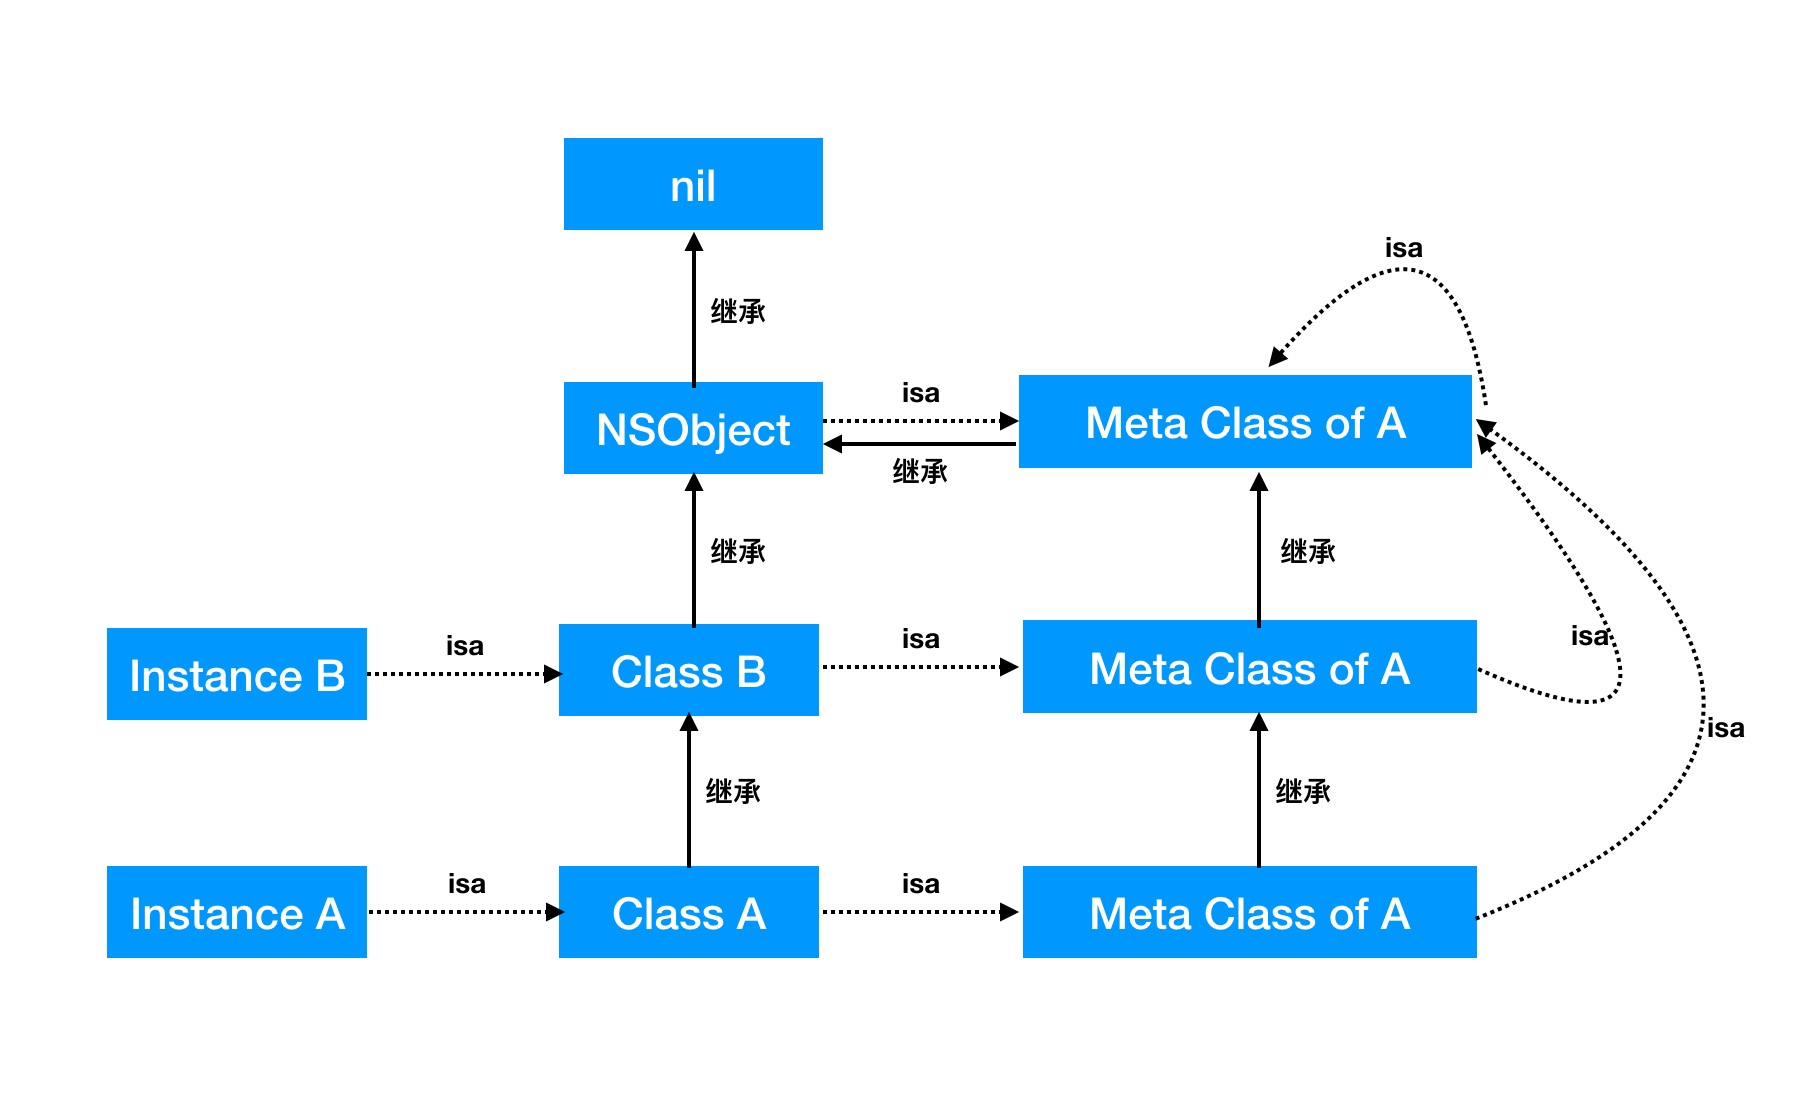 nil
继承
isa
NSObject
isa
Meta Class of A
继承
继承
继承
Instance B
isa
Class B
isa
Meta Class of A
isa
继承
继承
isa
Instance A
isa
Class A
isa
Meta Class of A